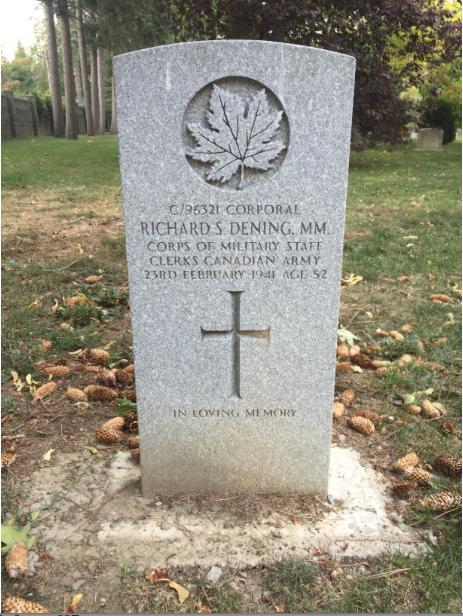 C/96321 CORPORAL
RICHARD S. DENING, MM.
CORPS OF MILITARY STAFF
CLERKS CANADIAN ARMY
23RD FEBRUARY 1941 AGE 52
IN LOVING MEMORY